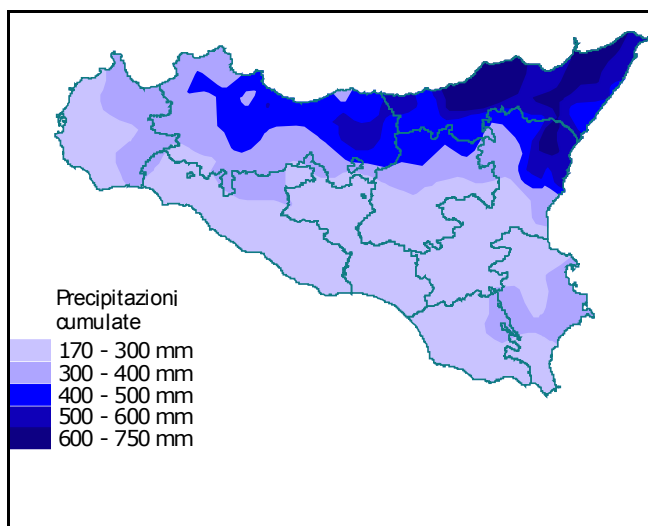 Precipitazioni
cumulate
170 - 300 mm
300 - 400 mm
400 - 500 mm
500 - 600 mm
600 - 750 mm